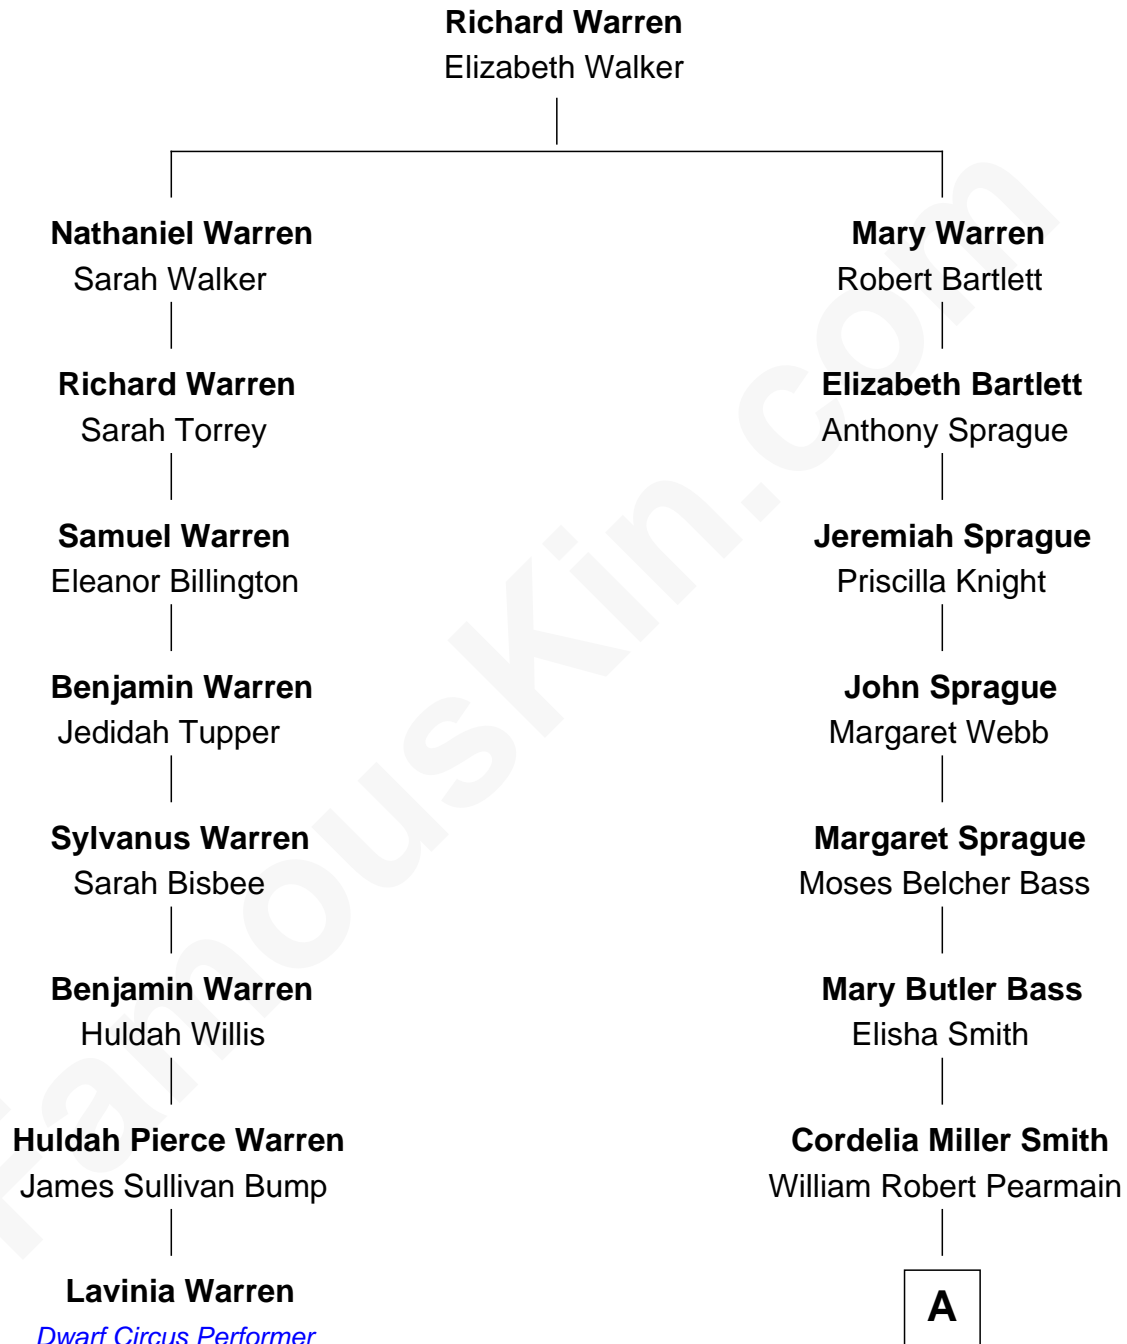 Richard Warren
Elizabeth Walker
Nathaniel Warren
Sarah Walker
Mary Warren
Robert Bartlett
Richard Warren
Sarah Torrey
Elizabeth Bartlett
Anthony Sprague
Samuel Warren
Eleanor Billington
Jeremiah Sprague
Priscilla Knight
Benjamin Warren
Jedidah Tupper
John Sprague
Margaret Webb
Sylvanus Warren
Sarah Bisbee
Margaret Sprague
Moses Belcher Bass
Benjamin Warren
Huldah Willis
Mary Butler Bass
Elisha Smith
Huldah Pierce Warren
James Sullivan Bump
Cordelia Miller Smith
William Robert Pearmain
Lavinia Warren
Dwarf Circus Performer
A
FamousKin.com